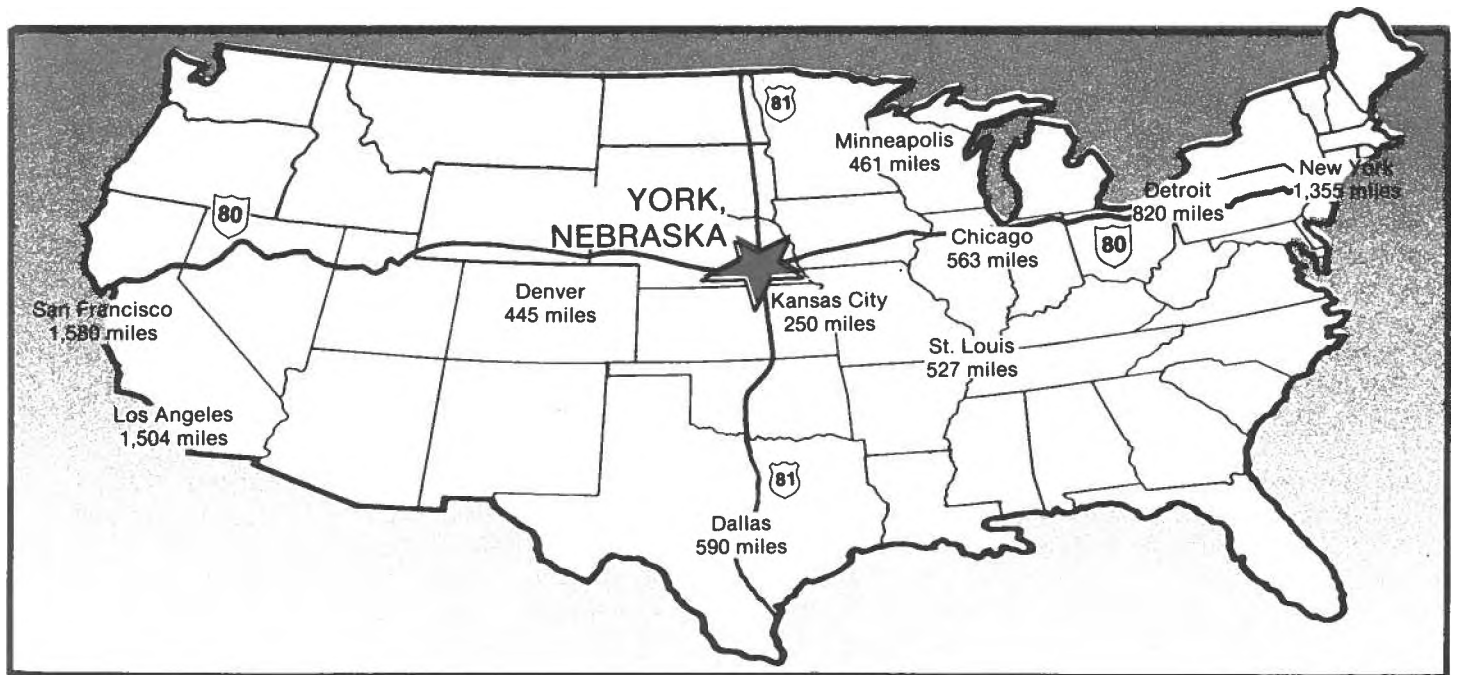 81
Minneapolis
461 miles
New York
1,355 miles
Detroit
820 miles
YORK,
NEBRASKA
80
Chicago
563 miles
80
San Francisco
1,580 miles
Denver
445 miles
Kansas City
250 miles
St. Louis
527 miles
Los Angeles
1,504 miles
81
Dallas
590 miles